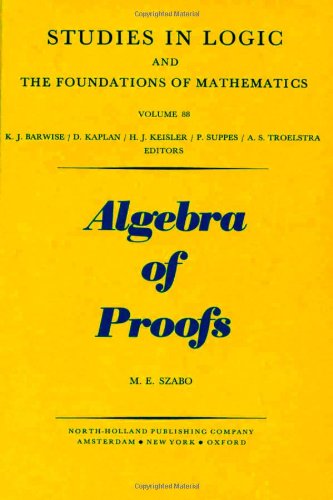 STUDIES IN LOGIC
AND
THE FOUNDATIONS OF MATHEMATICS
VOLUME 88
K. J. BARWISE / D. KAPLAN / H. J. KEISLER / P. SUPPES / A. S. TROELSTRA
EDITORS
Algebra
of
Proofs
M. E. SZABO
NORTH-HOLLAND PUBLISHING COMPANY
AMSTERDAM • NEW YORK • OXFORD